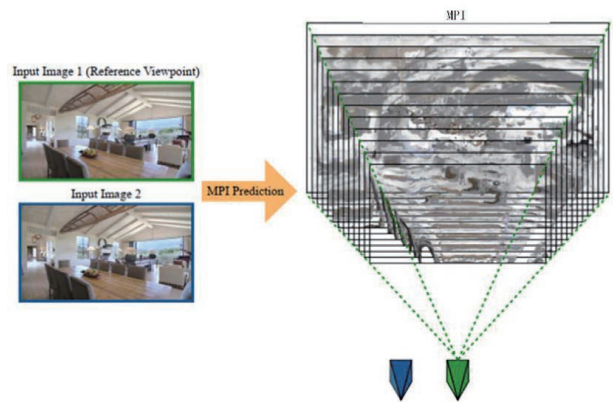 MPI
Input Image 1 (Reference Viewpoint)
Input Image 2
MPI Prediction